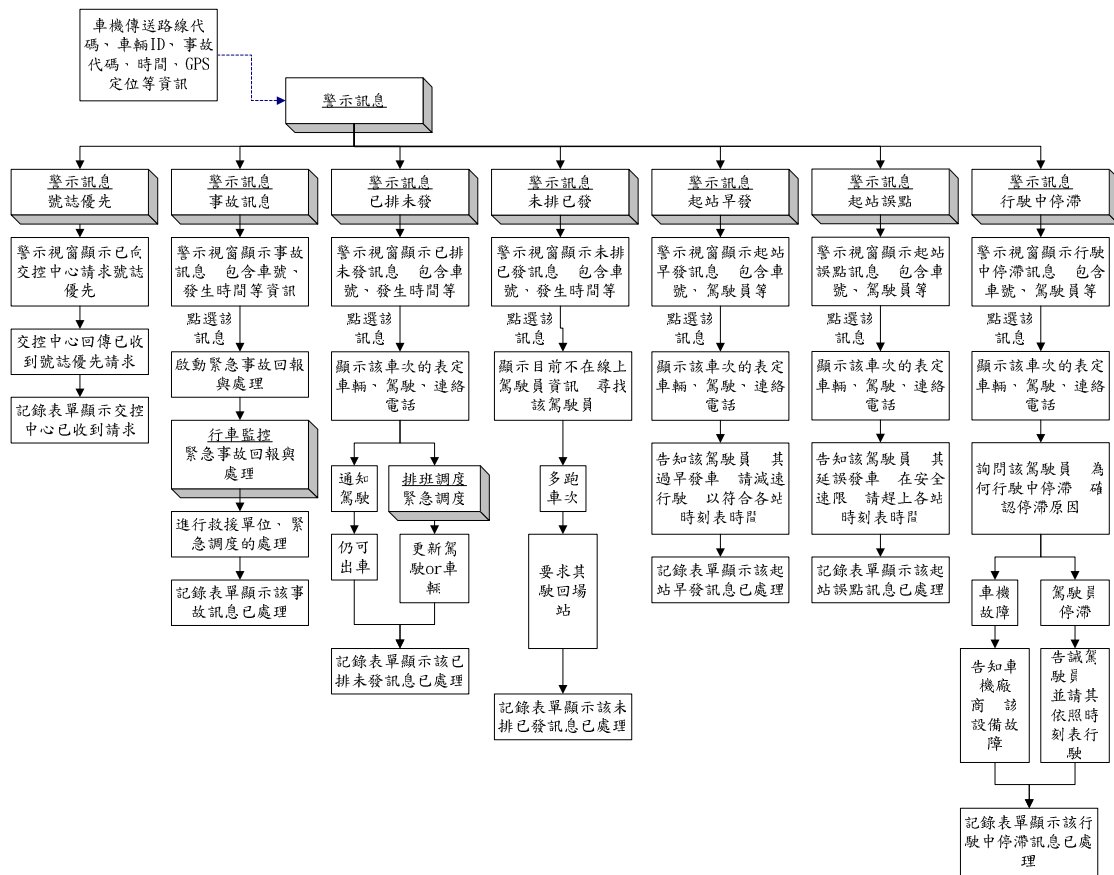 車機傳送路線代
碼、車輛ID、事故
代碼、時間、GPS
定位等資訊
警示訊息
警示訊息
號誌優先
警示視窗顯示已向
交控中心請求號誌
優先
交控中心回傳已收
到號誌優先請求
記錄表單顯示交控
中心已收到請求
警示訊息
事故訊息
警示視窗顯示事故
訊息 包含車號、
發生時間等資訊
點選該
訊息
啟動緊急事故回報
與處理
行車監控
緊急事故回報與
處理
進行救援單位、緊
急調度的處理
記錄表單顯示該事
故訊息已處理
警示訊息
已排未發
警示視窗顯示已排
未發訊息 包含車
號、發生時間等
點選該
訊息
顯示該車次的表定
車輛、駕駛、連絡
電話
通知
駕駛
仍可
出車
排班調度
緊急調度
更新駕
駛or車
輛
記錄表單顯示該已
排未發訊息已處理
警示訊息
未排已發
警示視窗顯示未排
已發訊息 包含車
號、發生時間等
點選該
訊息
顯示目前不在線上
駕駛員資訊 尋找
該駕駛員
多跑
車次
要求其
駛回場
站
記錄表單顯示該未
排已發訊息已處理
警示訊息
起站早發
警示視窗顯示起站
早發訊息 包含車
號、駕駛員等
點選該
訊息
顯示該車次的表定
車輛、駕駛、連絡
電話
告知該駕駛員 其
過早發車 請減速
行駛 以符合各站
時刻表時間
記錄表單顯示該起
站早發訊息已處理
警示訊息
起站誤點
警示視窗顯示起站
誤點訊息 包含車
號、駕駛員等
點選該
訊息
顯示該車次的表定
車輛、駕駛、連絡
電話
告知該駕駛員 其
延誤發車 在安全
速限 請趕上各站
時刻表時間
記錄表單顯示該起
站誤點訊息已處理
警示訊息
行駛中停滯
警示視窗顯示行駛
中停滯訊息 包含
車號、駕駛員等
點選該
訊息
顯示該車次的表定
車輛、駕駛、連絡
電話
詢問該駕駛員 為
何行駛中停滯 確
認停滯原因
車機
故障
告知車
機廠
商 該
設備故
障
駕駛員
停滯
告誡駕
駛員
並請其
依照時
刻表行
駛
記錄表單顯示該行
駛中停滯訊息已處
理